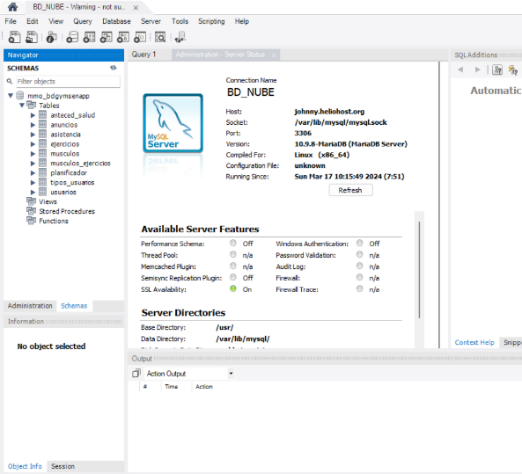 BD_NUBE - Warning - not su.. x
File Edit View Query Database Server Tools Scripting Help
Navigator
SCHEMAS
Filter objects
mmo_bdgymsenapp
Tables
anteced_salud
anuncios
asistencia
ejercicios
musculos
musculos_ejercicios
planificador
tipos_usuarios
usuarios
Views
Stored Procedures
Functions
Administration Schemas
Information
No object selected
Object Info Session
Query 1 Administration - Server Status x
MySQL
Server
Connection Name
BD_NUBE
Host: johnny.heliohost.org
Socket: /var/lib/mysql/mysql.sock
Port: 3306
Version: 10.9.8-MariaDB (MariaDB Server)
Compiled For: Linux (x86_64)
Configuration File: unknown
Running Since: Sun Mar 17 10:15:49 2024 (7:51)
Refresh
Available Server Features
Performance Schema: Off Windows Authentication: Off
Thread Pool: n/a Password Validation: n/a
Memcached Plugin: n/a Audit Log: n/a
Semisync Replication Plugin: Off Firewall: n/a
SSL Availability: On Firewall Trace: n/a
Server Directories
Base Directory: /usr/
Data Directory: /var/lib/mysql/
Output
Action Output
# Time Action
SQLAdditions
Automatic
Context Help Snipp